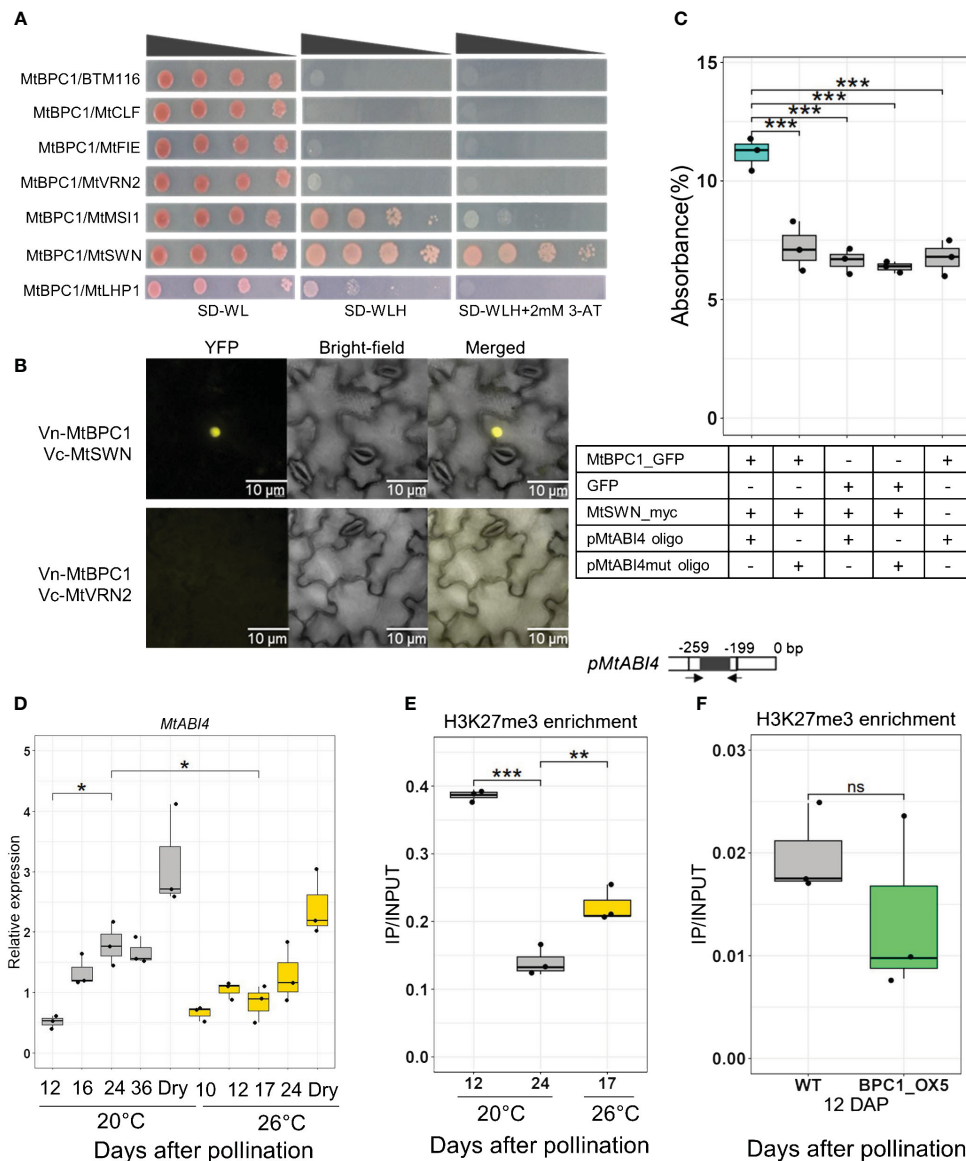 A
MtBPC1/BTM116
MtBPC1/MtCLF
MtBPC1/MtFIE
MtBPC1/MtVRN2
MtBPC1/MtMSI1
MtBPC1/MtSWN
MtBPC1/MtLHP1
SD-WL SD-WLH SD-WLH+2mM 3-AT
B
YFP Bright-field Merged
Vn-MtBPC1
Vc-MtSWN
10 µm 10 µm 10 µm
Vn-MtBPC1
Vc-MtVRN2
10 µm 10 µm 10 µm
C
Absorbance(%)
15
10
5
0
***
***
***
***
MtBPC1_GFP + + - - +
GFP - - + + -
MtSWN_myc + + + + -
pMtABI4 oligo + - + - +
pMtABI4mut oligo - + - + -
-259 -199 0 bp
pMtABI4
D
MtABI4
Relative expression
5
4
3
2
1
0
* *
12 16 24 36 Dry 10 12 17 24 Dry
20°C 26°C
Days after pollination
E
H3K27me3 enrichment
IP/INPUT
0.4
0.3
0.2
0.1
0.0
*** **
12 24 17
20°C 26°C
Days after pollination
F
H3K27me3 enrichment
IP/INPUT
0.03
0.02
0.01
0.00
ns
WT BPC1_OX5
12 DAP
Days after pollination